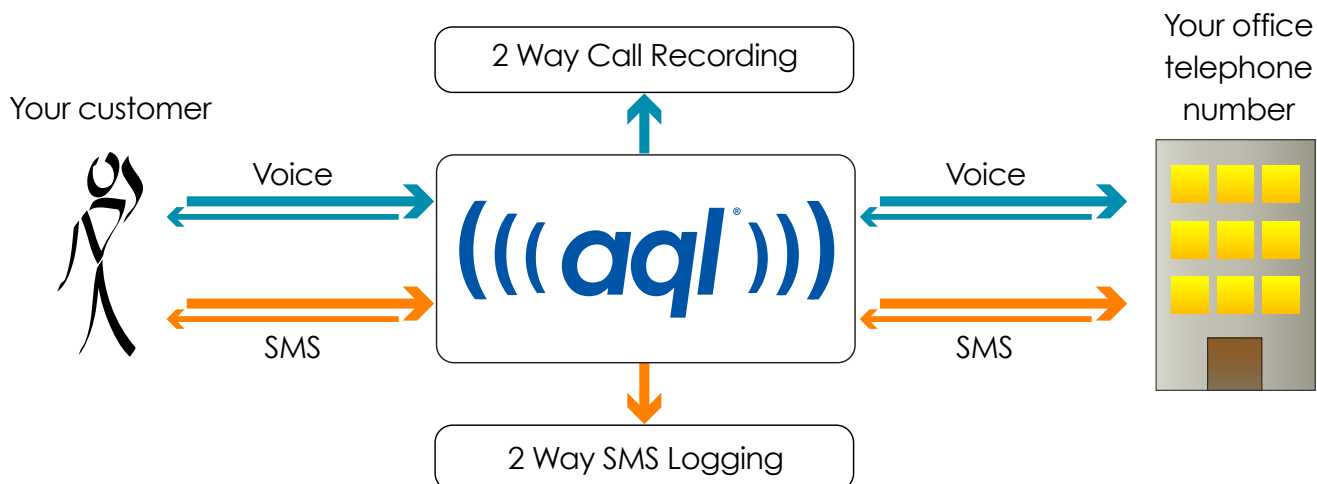 2 Way Call Recording
Your office
telephone
number
Your customer
Voice
Voice
(((aql®)))
SMS
SMS
2 Way SMS Logging